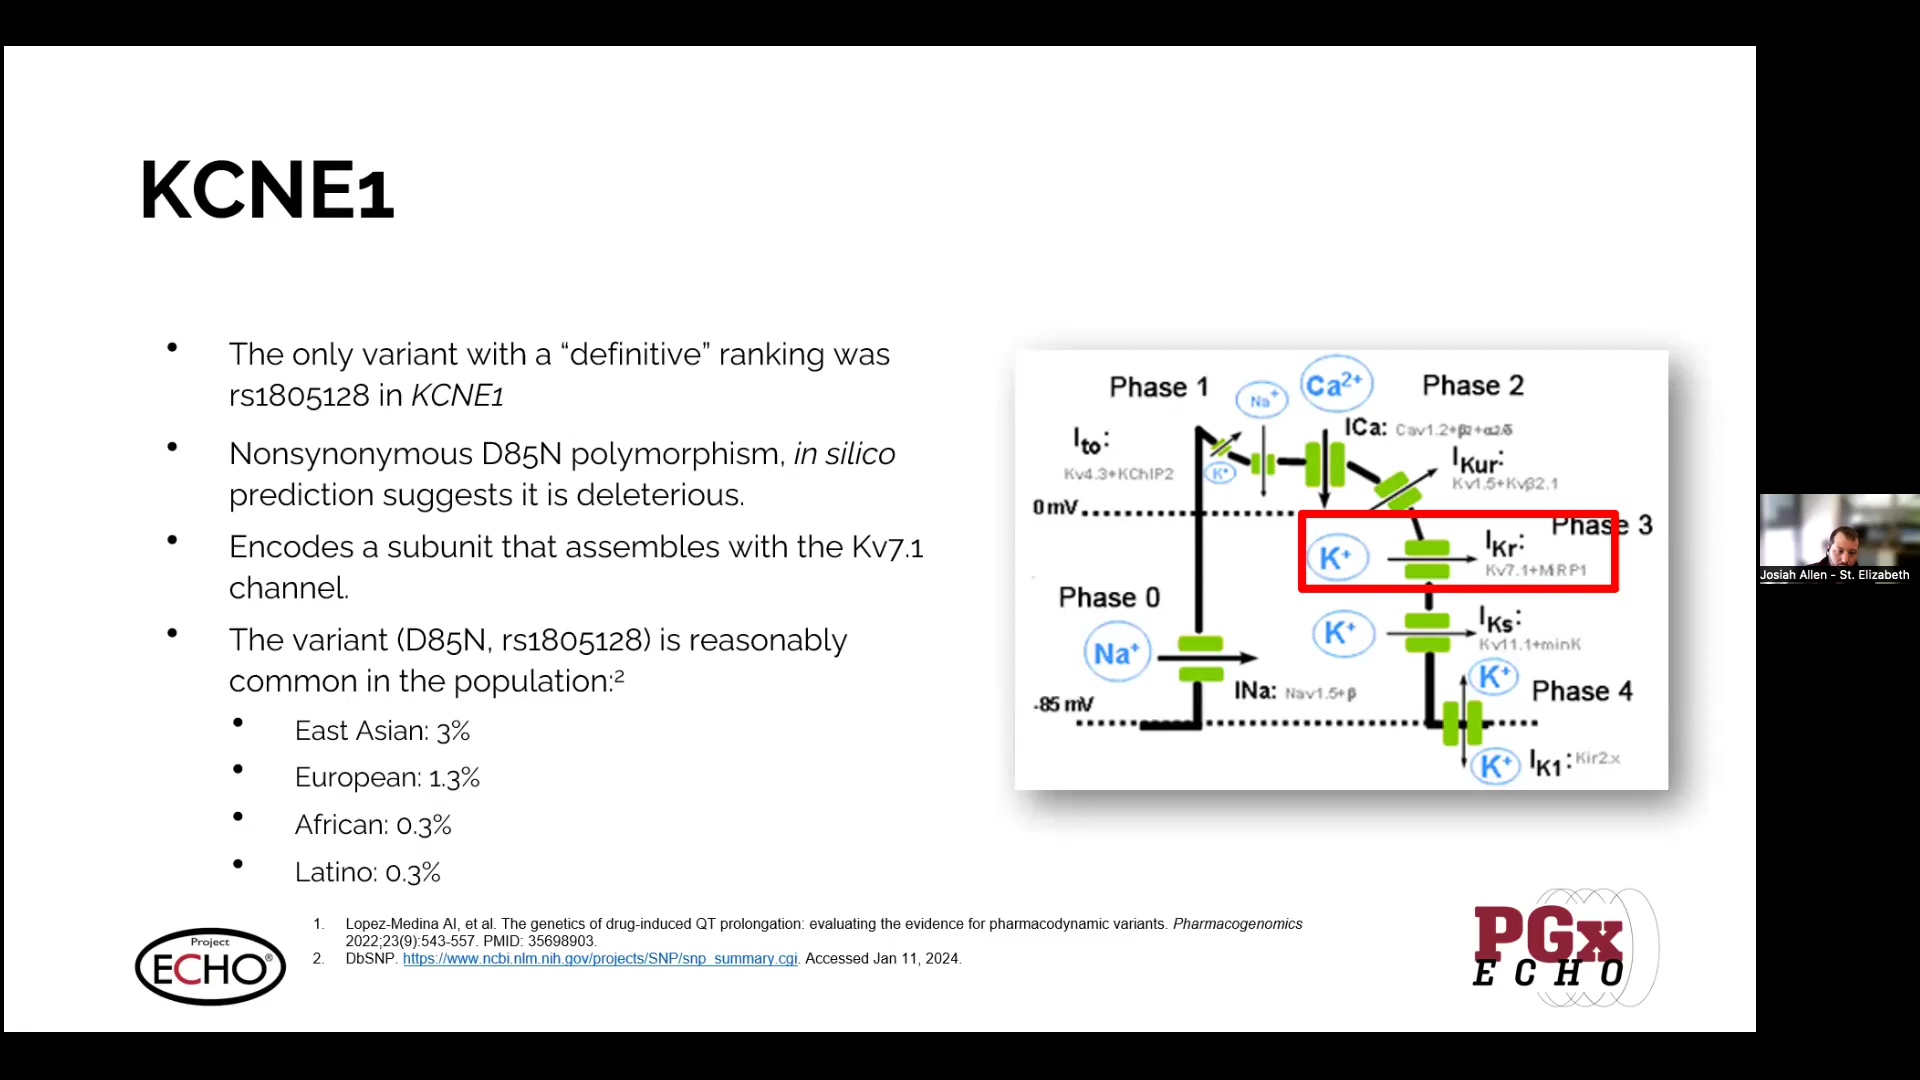 KCNE1
The only variant with a “definitive” ranking was
rs1805128 in KCNE1
Nonsynonymous D85N polymorphism, in silico
prediction suggests it is deleterious.
Encodes a subunit that assembles with the Kv7.1
channel.
The variant (D85N, rs1805128) is reasonably
common in the population:²
East Asian: 3%
European: 1.3%
African: 0.3%
Latino: 0.3%
Phase 1
Na⁺
Ca²⁺
Phase 2
Ito:
Kv4.3+KChIP2
K⁺
ICa: Cav1.2+β2+α2δ
IKur:
Kv1.5+Kvβ2.1
0 mV
Phase 3
K⁺
IKr:
Kv7.1+MiRP1
Phase 0
Na⁺
K⁺
IKs:
Kv11.1+minK
INa: Nav1.5+β
K⁺
Phase 4
-85 mV
K⁺
IK1: Kir2.x
1. Lopez-Medina AI, et al. The genetics of drug-induced QT prolongation: evaluating the evidence for pharmacodynamic variants. Pharmacogenomics
2022;23(9):543-557. PMID: 35698903.
2. DbSNP. https://www.ncbi.nlm.nih.gov/projects/SNP/snp_summary.cgi. Accessed Jan 11, 2024.
Project
ECHO®
PGx
ECHO
Josiah Allen - St. Elizabeth